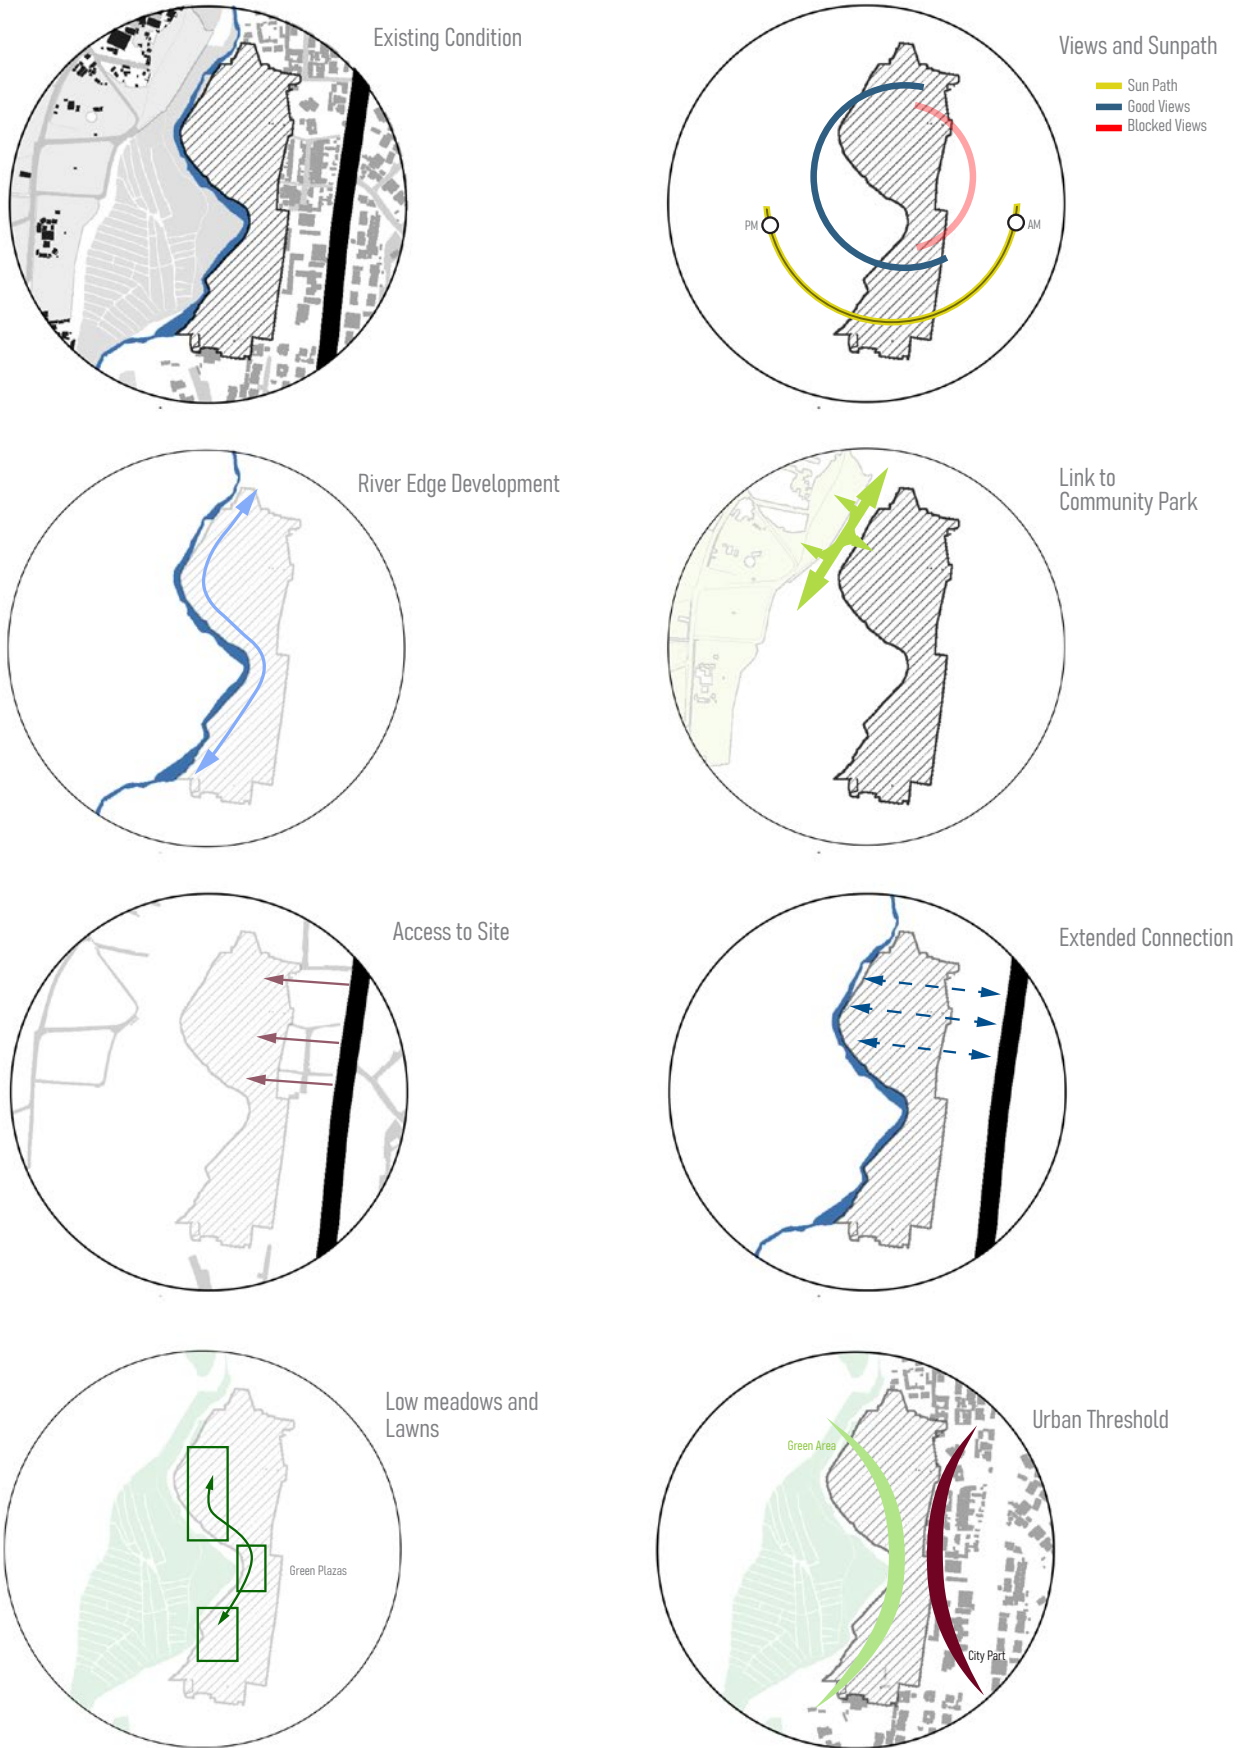 Existing Condition
Views and Sunpath
Sun Path
Good Views
Blocked Views
PM
AM
River Edge Development
Link to
Community Park
Access to Site
Extended Connection
Low meadows and
Lawns
Green Plazas
Urban Threshold
Green Area
City Part